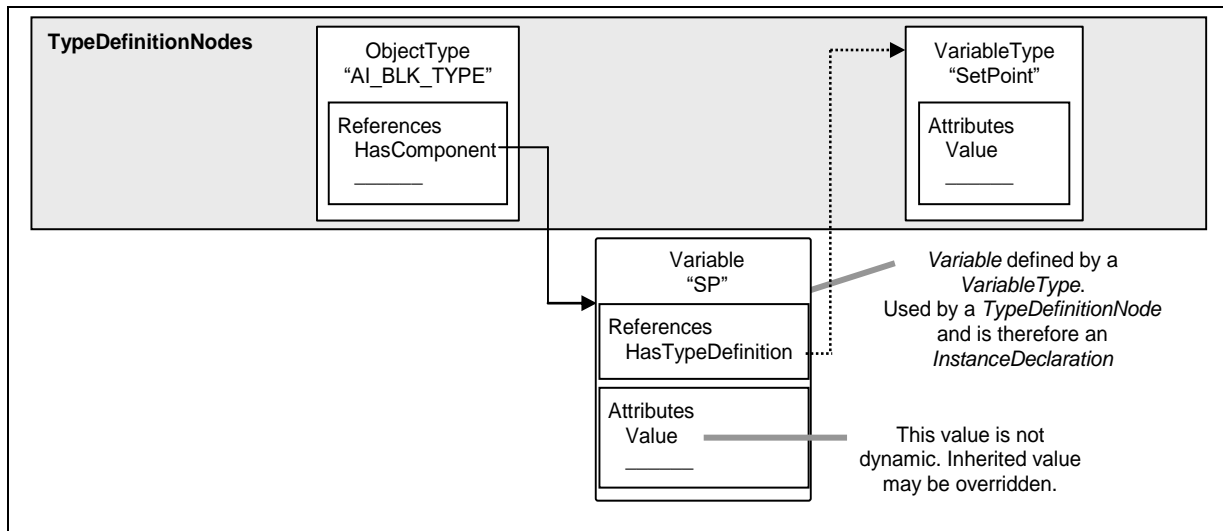 TypeDefinitionNodes
ObjectType
“AI_BLK_TYPE”
References
HasComponent
VariableType
“SetPoint”
Attributes
Value
Variable
“SP”
References
HasTypeDefinition
Attributes
Value
Variable defined by a
VariableType.
Used by a TypeDefinitionNode
and is therefore an
InstanceDeclaration
This value is not
dynamic. Inherited value
may be overridden.